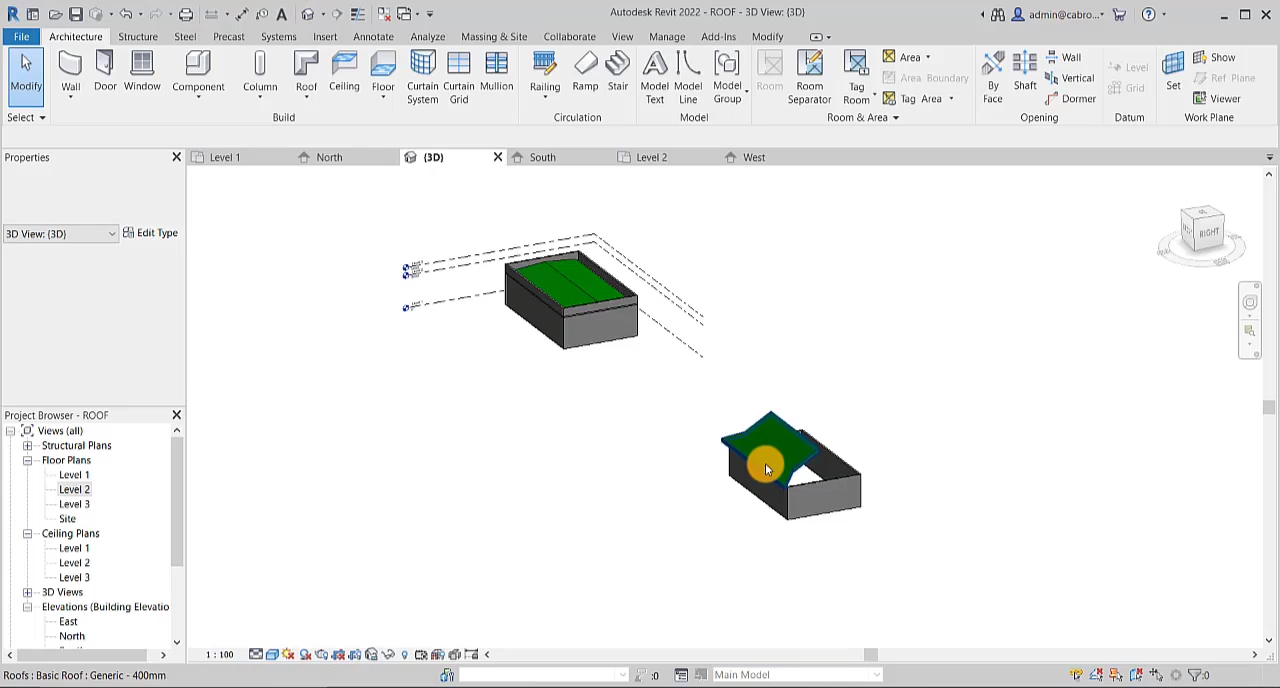 Autodesk Revit 2022 - ROOF - 3D View: {3D}
admin@cabro...
File Architecture Structure Steel Precast Systems Insert Annotate Analyze Massing & Site Collaborate View Manage Add-Ins Modify
Modify Wall Door Window Component Column Roof Ceiling Floor Curtain System Curtain Grid Mullion Railing Ramp Stair Model Text Model Line Model Group Room Room Separator Tag Room
Area
Area Boundary
Tag Area
By Face Shaft
Wall
Vertical
Dormer
Level
Grid
Set
Show
Ref Plane
Viewer
Select Build Circulation Model Room & Area Opening Datum Work Plane
Properties
Level 1 North {3D} South Level 2 West
3D View: {3D} Edit Type
RIGHT
Project Browser - ROOF
Views (all)
Structural Plans
Floor Plans
Level 1
Level 2
Level 3
Site
Ceiling Plans
Level 1
Level 2
Level 3
3D Views
Elevations (Building Elevatio
East
North
1 : 100
Roofs : Basic Roof : Generic - 400mm
:0
Main Model
:0